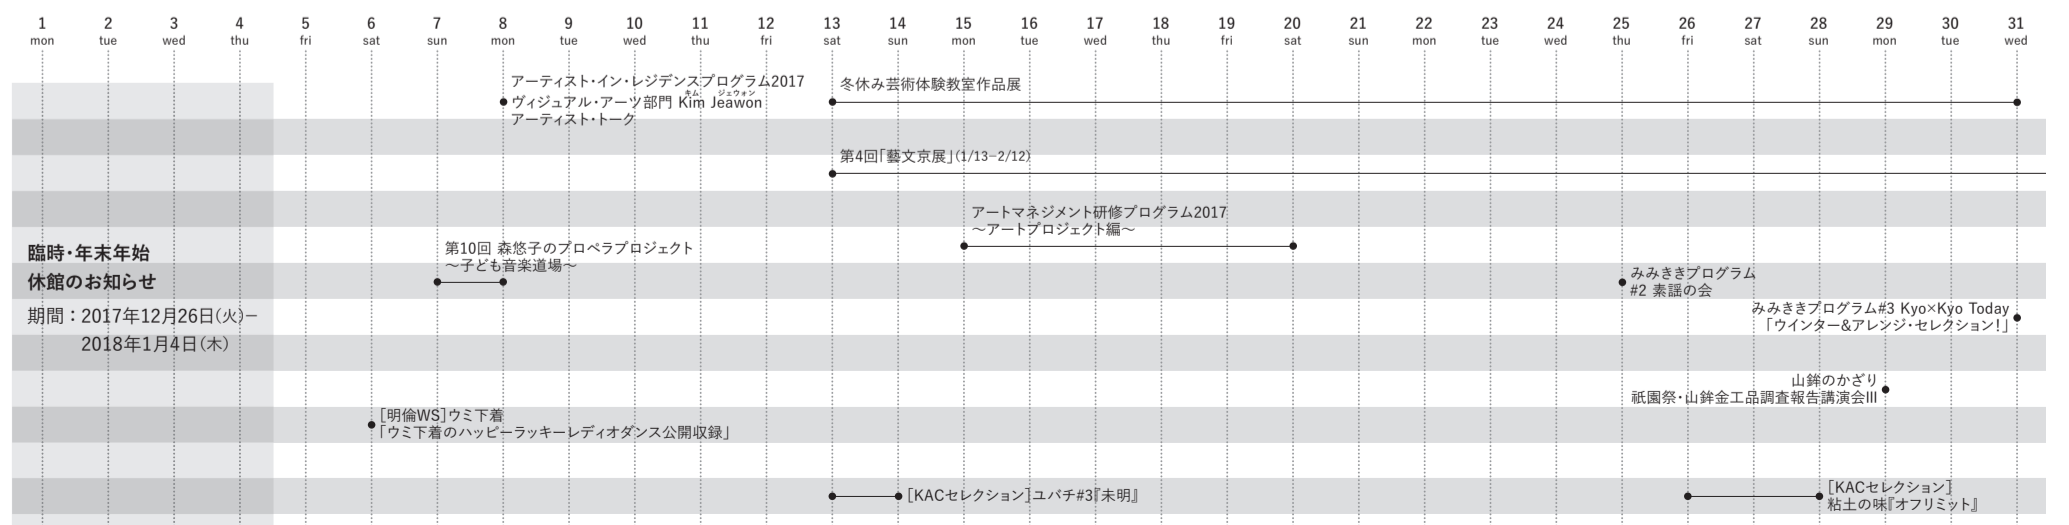 1 2 3 4 5 6 7 8 9 10 11 12 13 14 15 16 17 18 19 20 21 22 23 24 25 26 27 28 29 30 31
mon tue wed thu fri sat sun mon tue wed thu fri sat sun mon tue wed thu fri sat sun mon tue wed thu fri sat sun mon tue wed
アーティスト・イン・レジデンスプログラム2017
キム ジェウォン
ヴィジュアル・アーツ部門 Kim Jeawon
アーティスト・トーク
冬休み芸術体験教室作品展
第4回「藝文京展」(1/13−2/12)
アートマネジメント研修プログラム2017
〜アートプロジェクト編〜
臨時・年末年始
休館のお知らせ
期間：2017年12月26日(火)−
2018年1月4日(木)
第10回 森悠子のプロペラプロジェクト
〜子ども音楽道場〜
みみききプログラム
#2 素謡の会
みみききプログラム#3 Kyo×Kyo Today
「ウインター&アレンジ・セレクション！」
山鉾のかざり
祇園祭・山鉾金工品調査報告講演会III
［明倫WS］ウミ下着
「ウミ下着のハッピーラッキーレディオダンス公開収録」
［KACセレクション］ユバチ#3『未明』
［KACセレクション］
粘土の味『オフリミット』